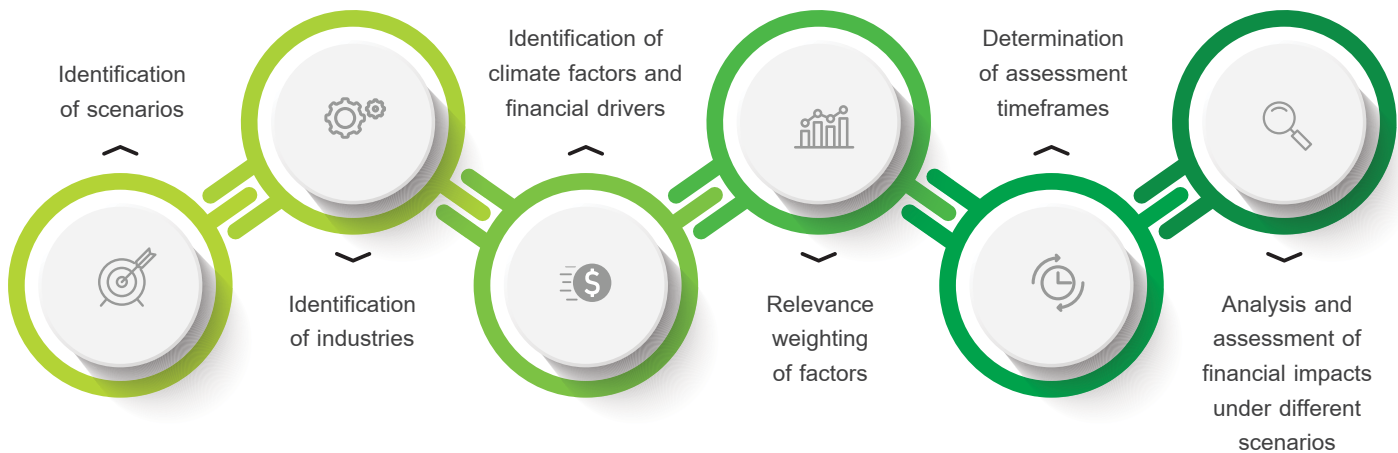 Identification
of scenarios
Identification
of industries
Identification of
climate factors and
financial drivers
$
Relevance
weighting
of factors
Determination
of assessment
timeframes
Analysis and
assessment of
financial impacts
under different
scenarios